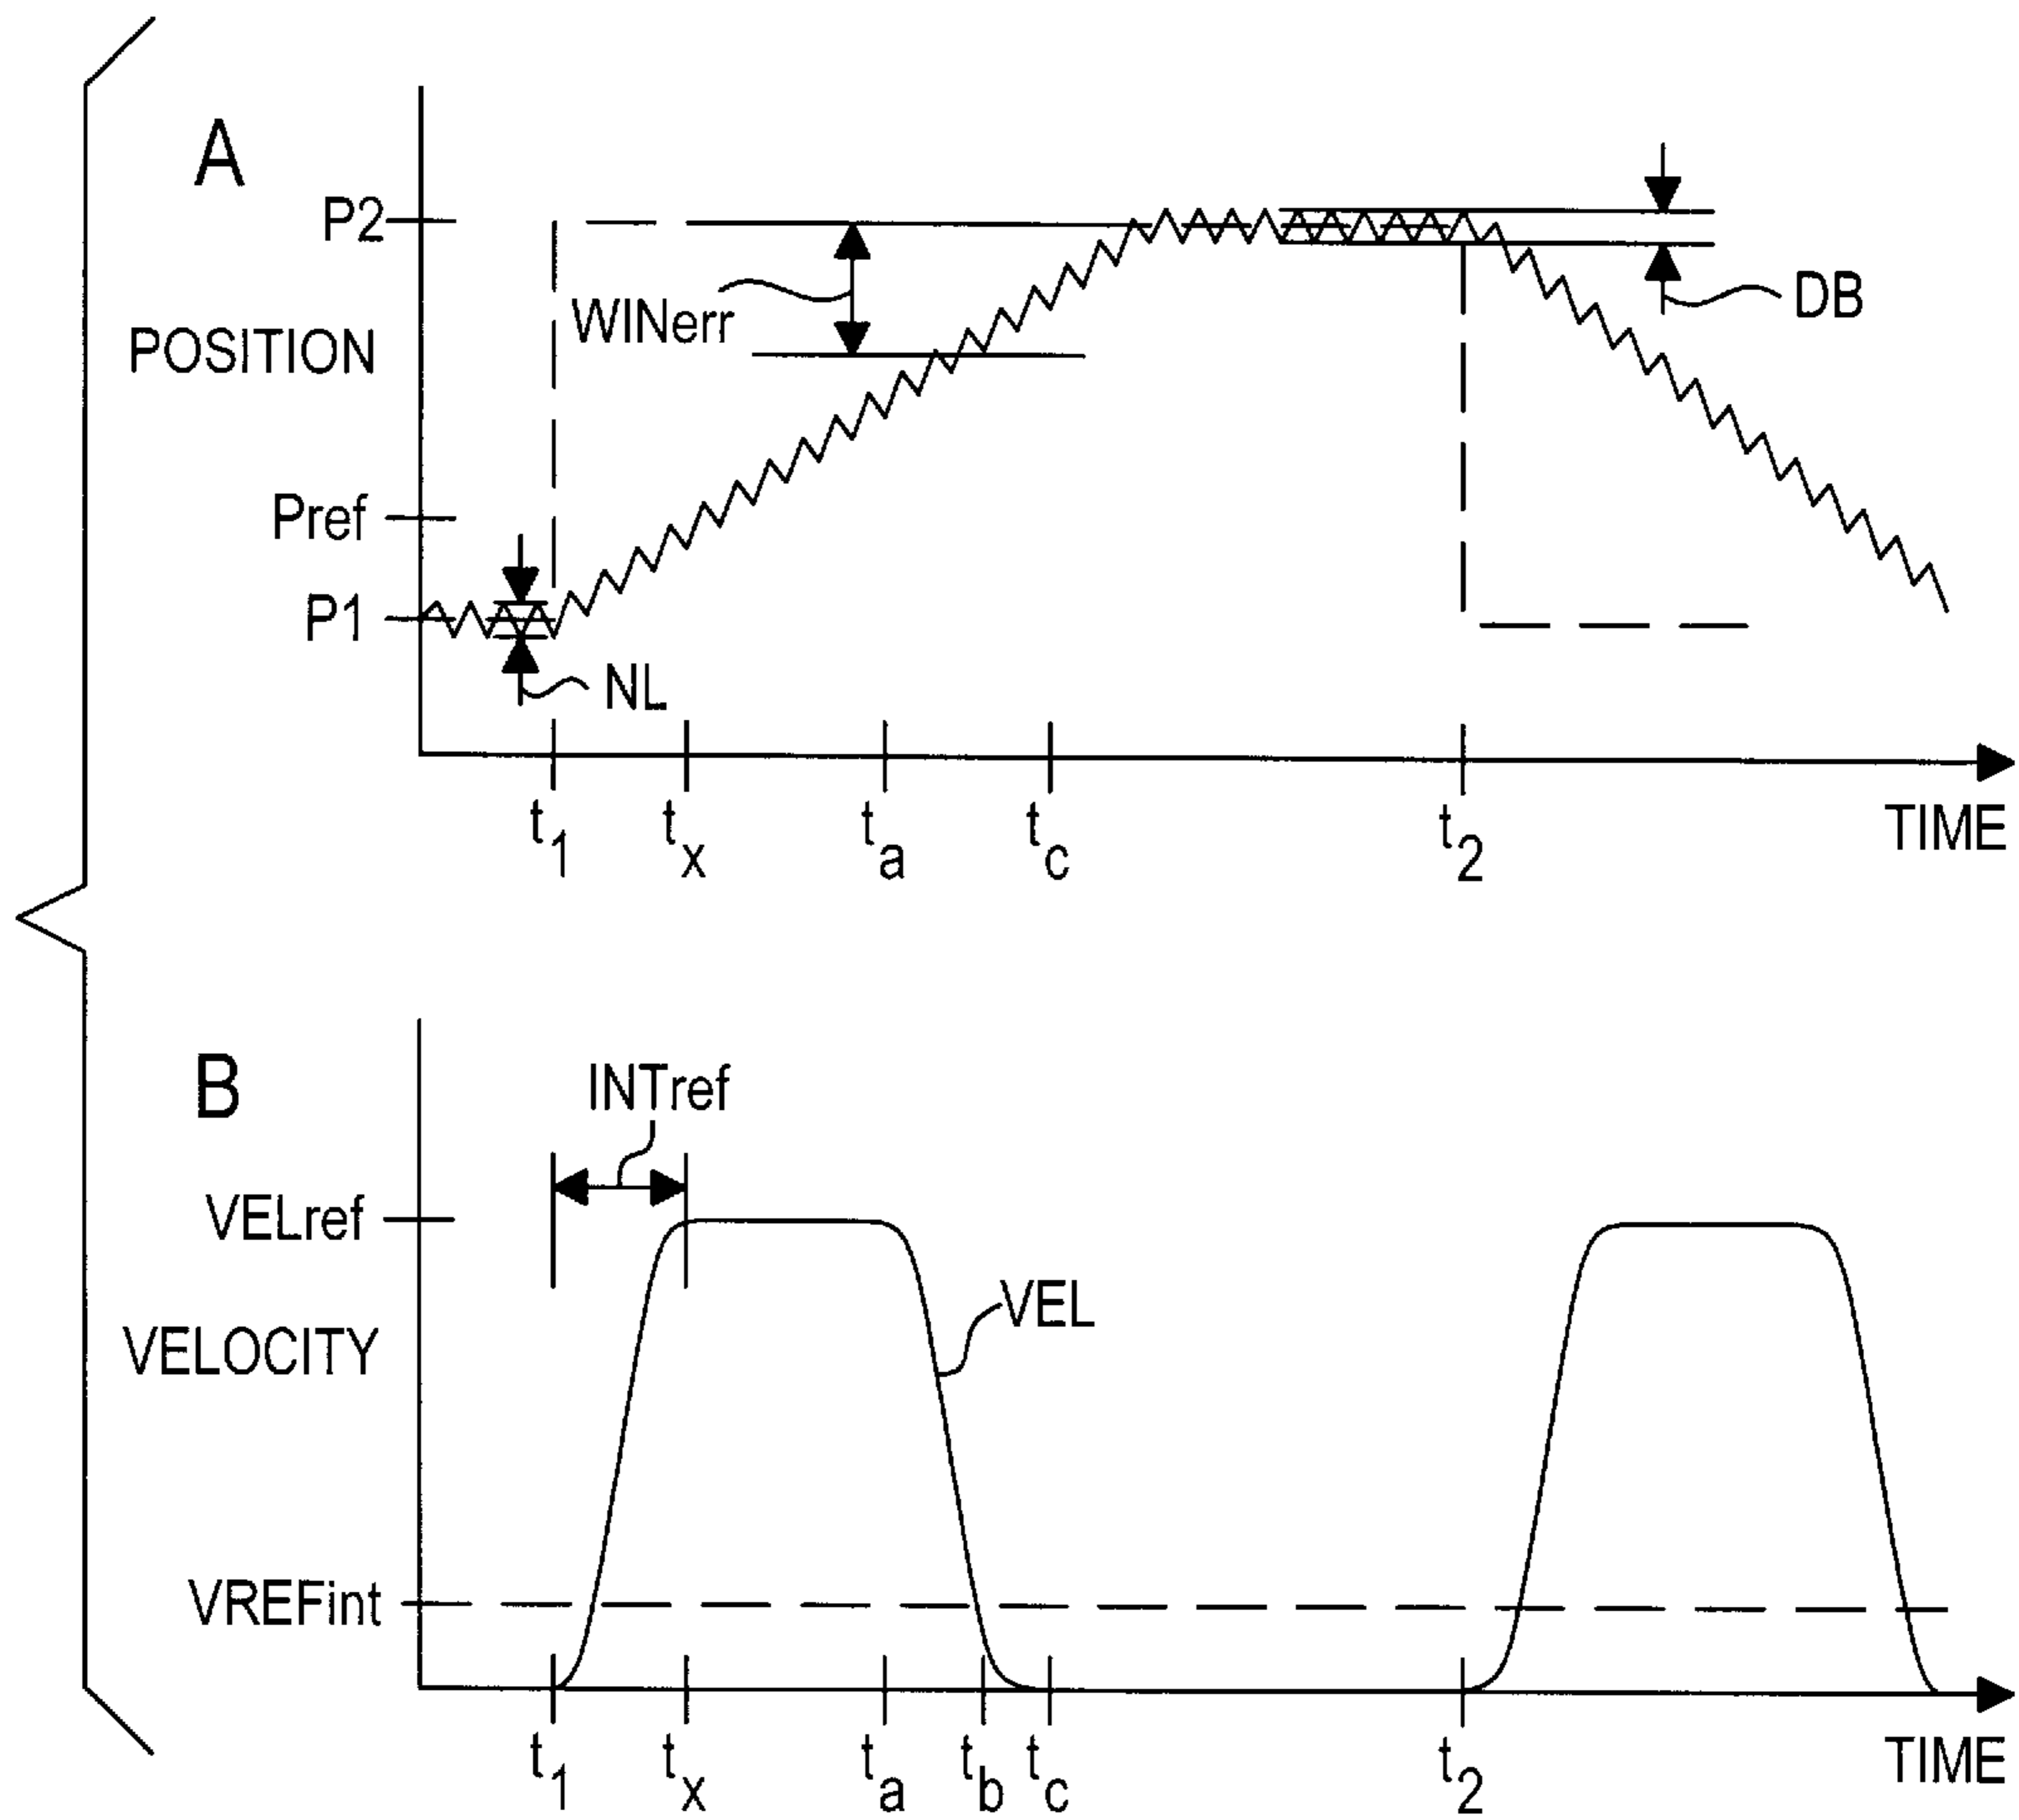 A
P2
WINerr
DB
POSITION
Pref
P1
NL
t1 tx ta tc t2 TIME
B
INTref
VELref
VEL
VELOCITY
VREFint
t1 tx ta tb tc t2 TIME